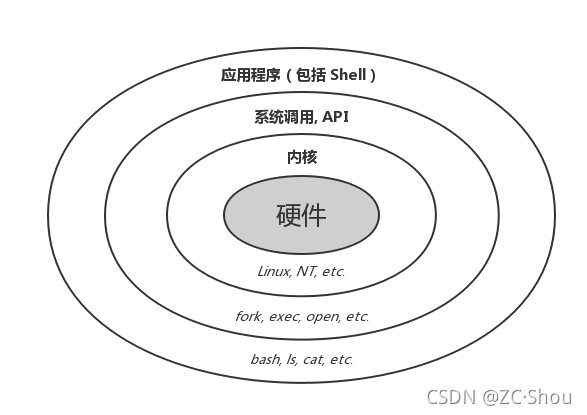 应用程序（包括 Shell）
系统调用, API
内核
硬件
Linux, NT, etc.
fork, exec, open, etc.
bash, ls, cat, etc.
CSDN @ZC·Shou